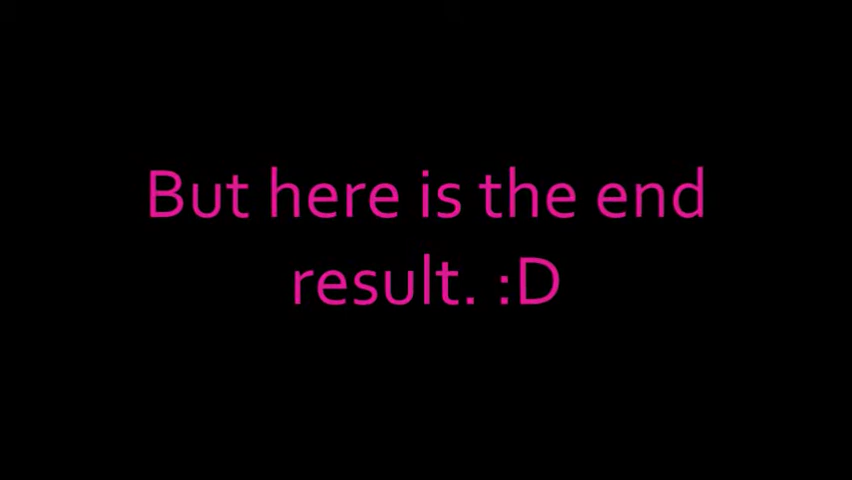 But here is the end
result. :D